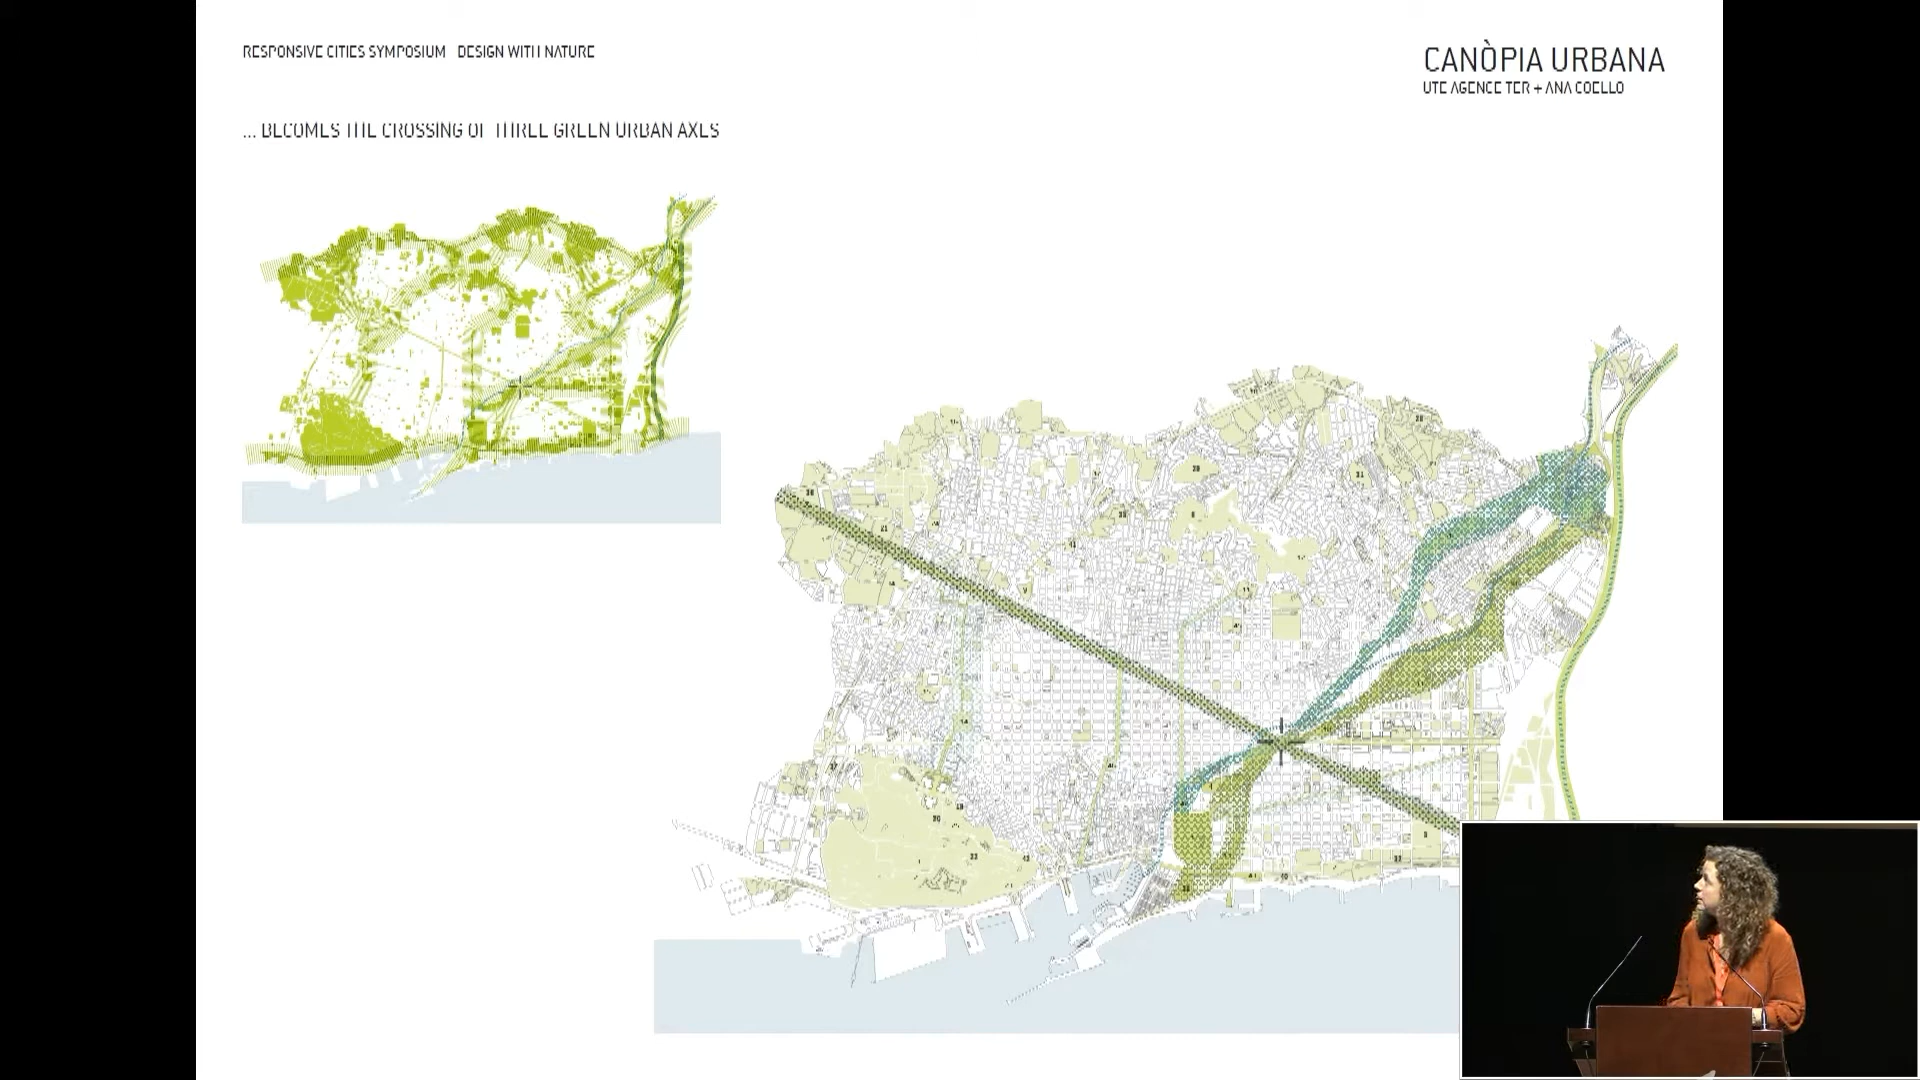 RESPONSIVE CITIES SYMPOSIUM DESIGN WITH NATURE
CANÒPIA URBANA
UTE AGENCE TER + ANA COELLO
... BECOMES THE CROSSING OF THREE GREEN URBAN AXES